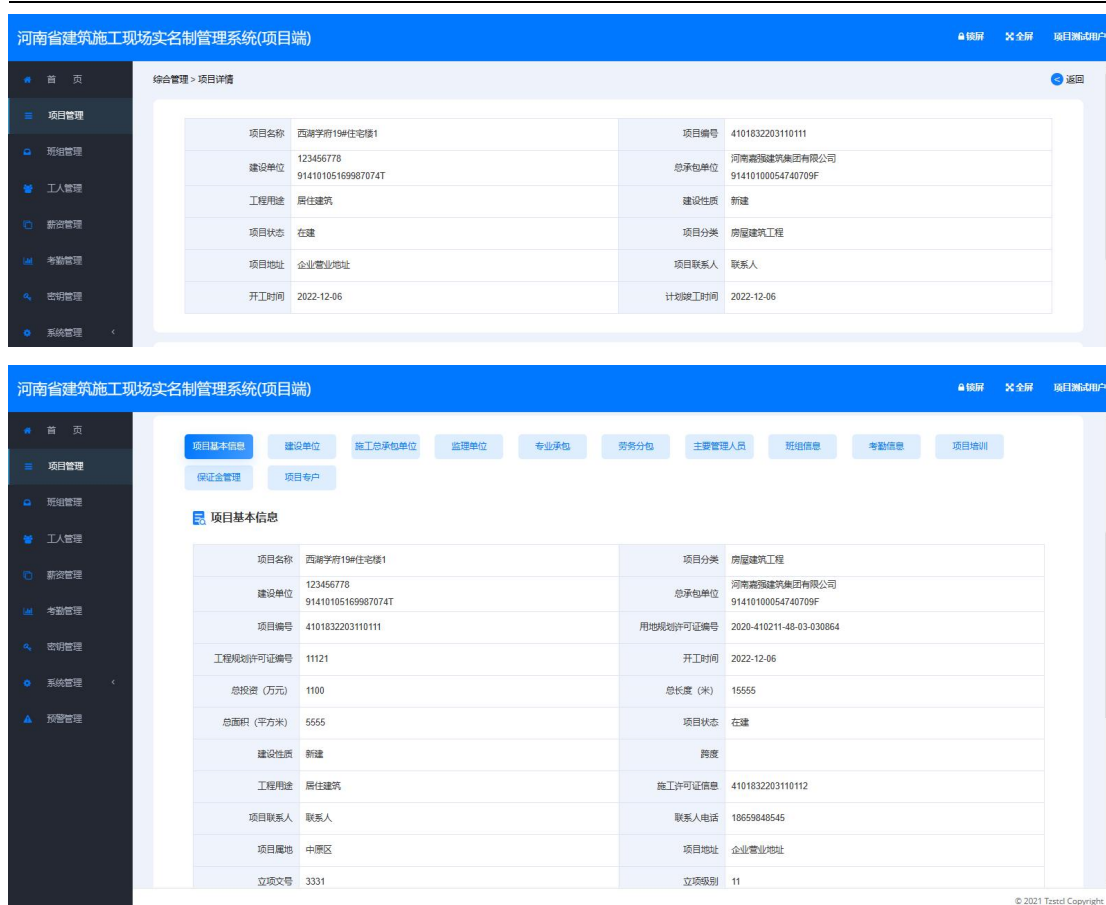 河南省建筑施工现场实名制管理系统(项目端)
锁屏 全屏 项目测试用户
首 页
项目管理
班组管理
工人管理
薪资管理
考勤管理
密钥管理
系统管理
综合管理 > 项目详情
返回
项目名称 西湖学府19#住宅楼1 项目编号 4101832203110111
建设单位 123456778 总承包单位 河南嘉强建筑集团有限公司
91410105169987074T 91410100054740709F
工程用途 居住建筑 建设性质 新建
项目状态 在建 项目分类 房屋建筑工程
项目地址 企业营业地址 项目联系人 联系人
开工时间 2022-12-06 计划竣工时间 2022-12-06
河南省建筑施工现场实名制管理系统(项目端)
锁屏 全屏 项目测试用户
首 页
项目管理
班组管理
工人管理
薪资管理
考勤管理
密钥管理
系统管理
预警管理
项目基本信息 建设单位 施工总承包单位 监理单位 专业承包 劳务分包 主要管理人员 班组信息 考勤信息 项目培训
保证金管理 项目专户
项目基本信息
项目名称 西湖学府19#住宅楼1 项目分类 房屋建筑工程
建设单位 123456778 总承包单位 河南嘉强建筑集团有限公司
91410105169987074T 91410100054740709F
项目编号 4101832203110111 用地规划许可证编号 2020-410211-48-03-030864
工程规划许可证编号 11121 开工时间 2022-12-06
总投资（万元） 1100 总长度（米） 15555
总面积（平方米） 5555 项目状态 在建
建设性质 新建 跨度
工程用途 居住建筑 施工许可证信息 4101832203110112
项目联系人 联系人 联系人电话 18659848545
项目属地 中原区 项目地址 企业营业地址
立项文号 3331 立项级别 11
© 2021 Tzstcl Copyright